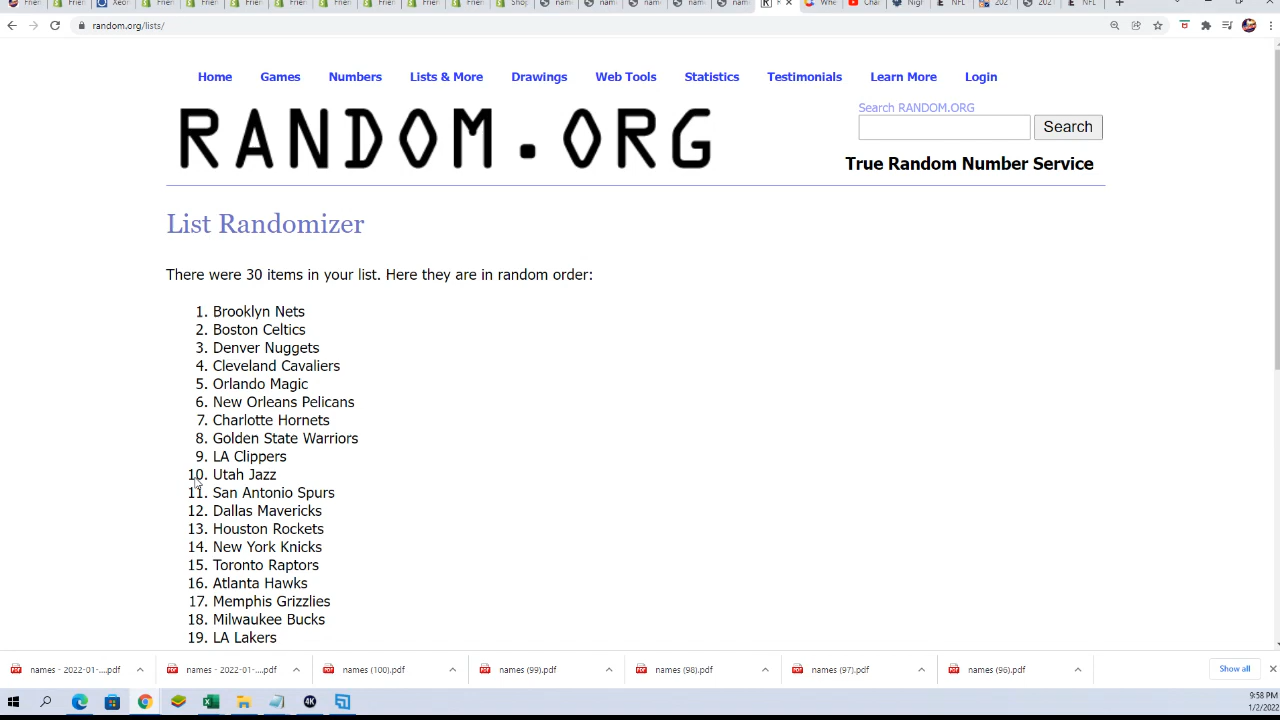 random.org/lists/
Home Games Numbers Lists & More Drawings Web Tools Statistics Testimonials Learn More Login
RANDOM.ORG
Search RANDOM.ORG
Search
True Random Number Service
List Randomizer
There were 30 items in your list. Here they are in random order:
1. Brooklyn Nets
2. Boston Celtics
3. Denver Nuggets
4. Cleveland Cavaliers
5. Orlando Magic
6. New Orleans Pelicans
7. Charlotte Hornets
8. Golden State Warriors
9. LA Clippers
10. Utah Jazz
11. San Antonio Spurs
12. Dallas Mavericks
13. Houston Rockets
14. New York Knicks
15. Toronto Raptors
16. Atlanta Hawks
17. Memphis Grizzlies
18. Milwaukee Bucks
19. LA Lakers
names - 2022-01-....pdf names - 2022-01-....pdf names (100).pdf names (99).pdf names (98).pdf names (97).pdf names (96).pdf Show all
9:58 PM
1/2/2022